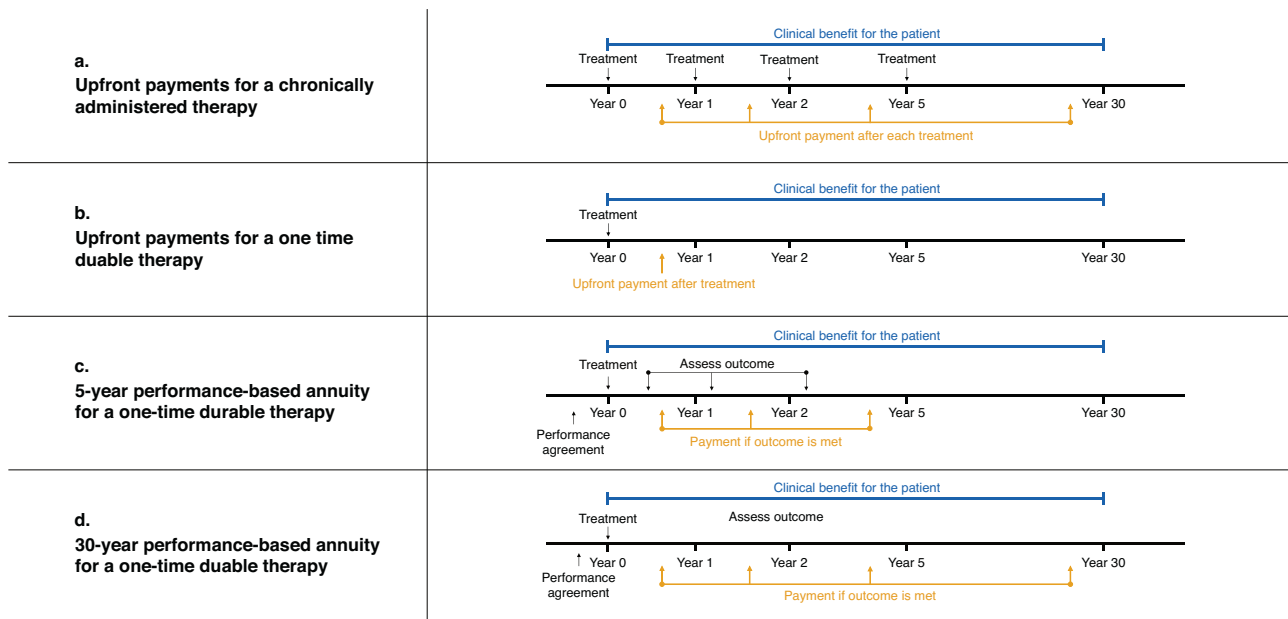 a.
Upfront payments for a chronically
administered therapy
Clinical benefit for the patient
Treatment Treatment Treatment Treatment
Year 0 Year 1 Year 2 Year 5 Year 30
Upfront payment after each treatment
b.
Upfront payments for a one time
duable therapy
Clinical benefit for the patient
Treatment
Year 0 Year 1 Year 2 Year 5 Year 30
Upfront payment after treatment
c.
5-year performance-based annuity
for a one-time durable therapy
Clinical benefit for the patient
Treatment Assess outcome
Year 0 Year 1 Year 2 Year 5 Year 30
Performance
agreement
Payment if outcome is met
d.
30-year performance-based annuity
for a one-time duable therapy
Clinical benefit for the patient
Treatment Assess outcome
Year 0 Year 1 Year 2 Year 5 Year 30
Performance
agreement
Payment if outcome is met